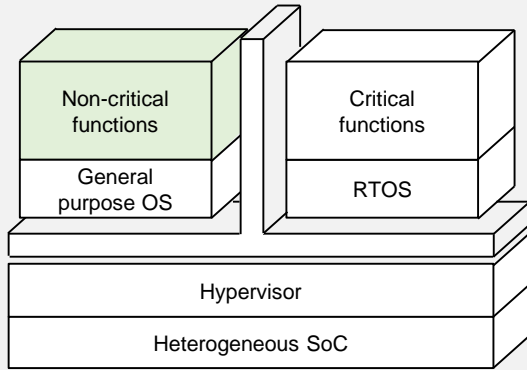 Non-critical
functions
General
purpose OS
Critical
functions
RTOS
Hypervisor
Heterogeneous SoC